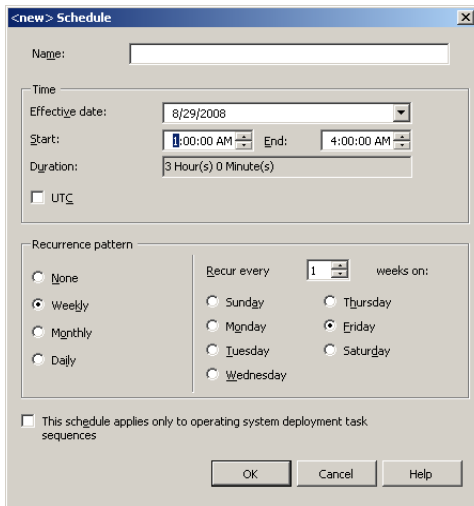 <new> Schedule
Name:
Time
Effective date: 8/29/2008
Start: 1:00:00 AM End: 4:00:00 AM
Duration: 3 Hour(s) 0 Minute(s)
UTC
Recurrence pattern
None
Weekly
Monthly
Daily
Recur every 1 weeks on:
Sunday Thursday
Monday Friday
Tuesday Saturday
Wednesday
This schedule applies only to operating system deployment task
sequences
OK Cancel Help